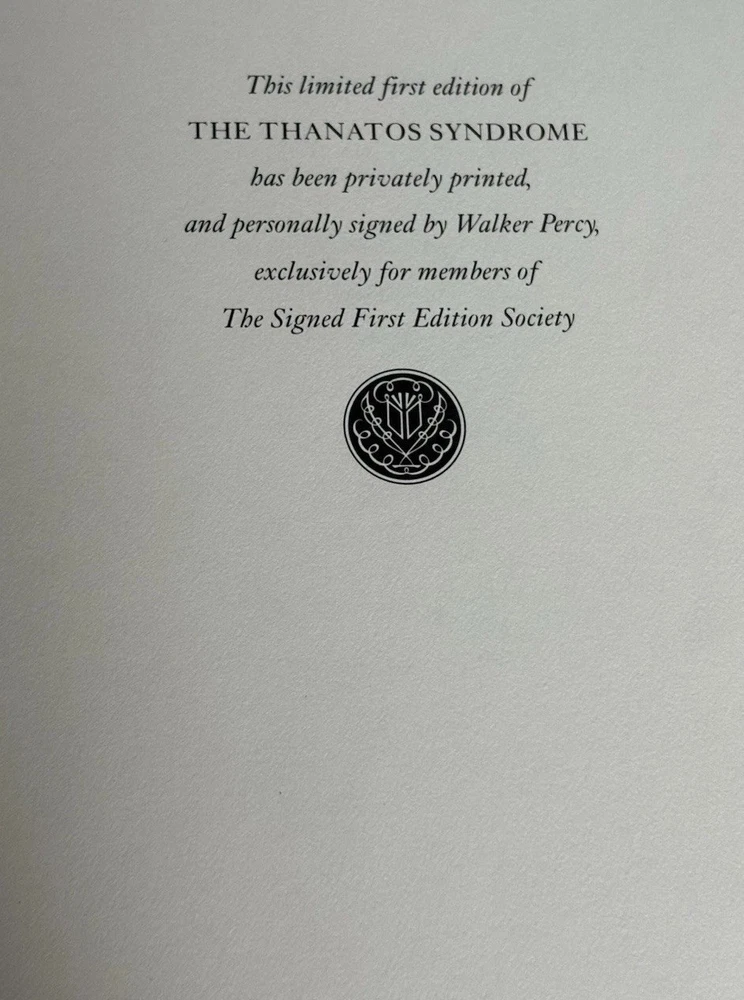 This limited first edition of
THE THANATOS SYNDROME
has been privately printed,
and personally signed by Walker Percy,
exclusively for members of
The Signed First Edition Society